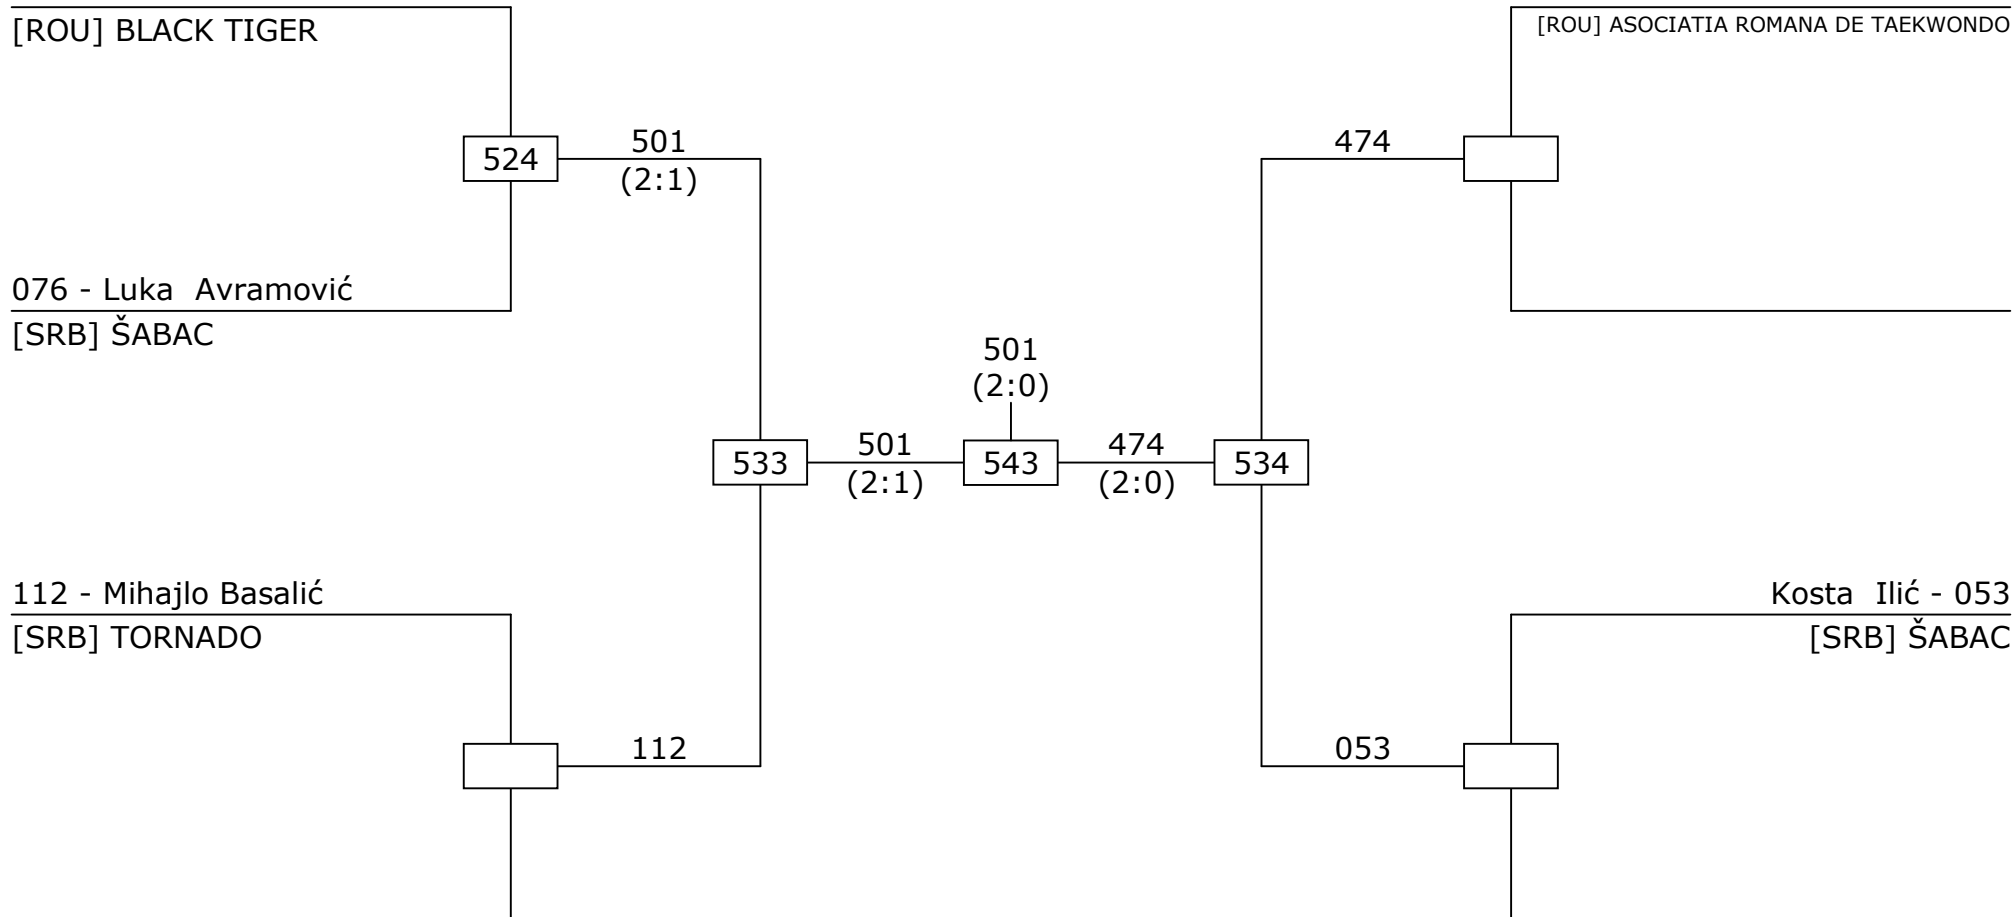 [ROU] BLACK TIGER
[ROU] ASOCIATIA ROMANA DE TAEKWONDO
524
501
(2:1)
474
076 - Luka  Avramović
[SRB] ŠABAC
501
(2:0)
533
501
(2:1)
543
474
(2:0)
534
112 - Mihajlo Basalić
[SRB] TORNADO
Kosta  Ilić - 053
[SRB] ŠABAC
112
053